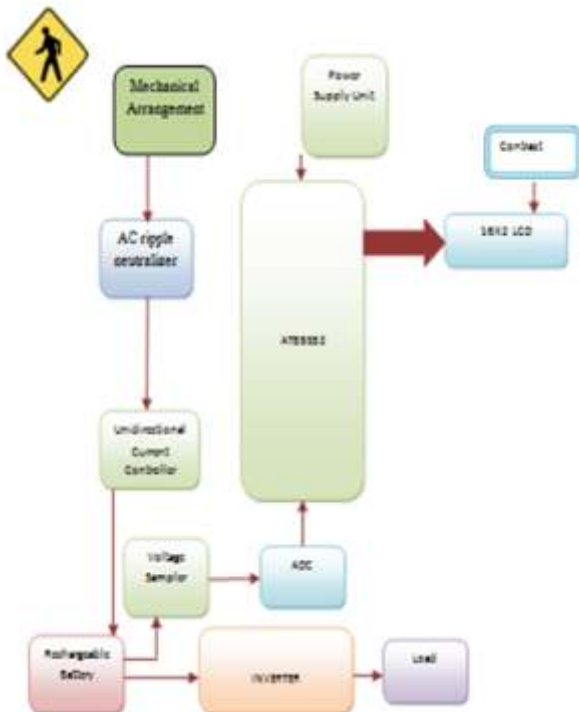 Mechanical
Arrangement
Power
Supply Unit
Contrast
AC ripple
neutralizer
16X2 LCD
Unidirectional
Current
Controller
Voltage
Sampler
ADC
Rechargeable
Battery
INVERTER
Load